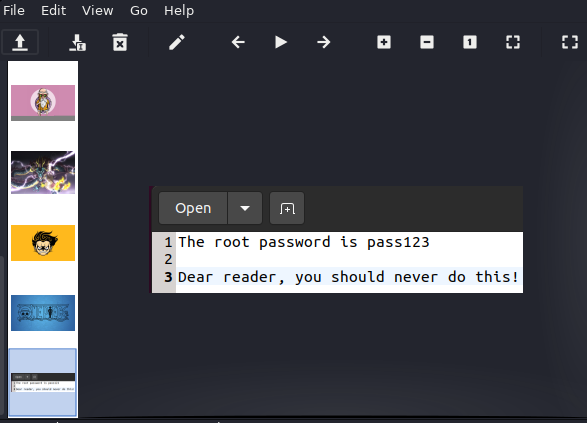 File Edit View Go Help
Open
1 The root password is pass123
2
3 Dear reader, you should never do this!